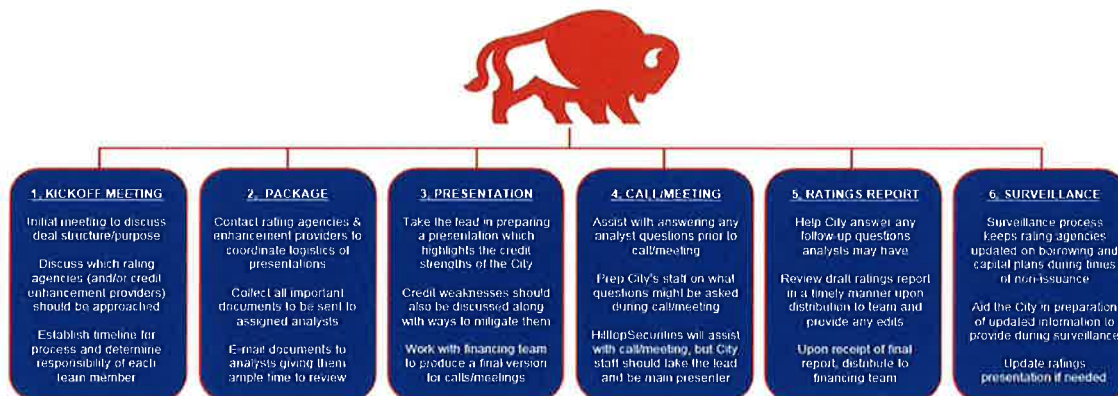 1. KICKOFF MEETING
Initial meeting to discuss
deal structure/purpose
Discuss which rating
agencies (and/or credit
enhancement providers)
should be approached
Establish timeline for
process and determine
responsibility of each
team member
2. PACKAGE
Contact rating agencies &
enhancement providers to
coordinate logistics of
presentations
Collect all important
documents to be sent to
assigned analysts
E-mail documents to
analysts giving them
ample time to review
3. PRESENTATION
Take the lead in preparing
a presentation which
highlights the credit
strengths of the City
Credit weaknesses should
also be discussed along
with ways to mitigate them
Work with financing team
to produce a final version
for calls/meetings
4. CALL/MEETING
Assist with answering any
analyst questions prior to
call/meeting
Prep City's staff on what
questions might be asked
during call/meeting
HilltopSecurities will assist
with call/meeting, but City
staff should take the lead
and be main presenter
5. RATINGS REPORT
Help City answer any
follow-up questions
analysts may have
Review draft ratings report
in a timely manner upon
distribution to team and
provide any edits
Upon receipt of final
report, distribute to
financing team
6. SURVEILLANCE
Surveillance process
keeps rating agencies
updated on borrowing and
capital plans during times
of non-issuance
Aid the City in preparation
of updated information to
provide during surveillance
Update ratings
presentation if needed